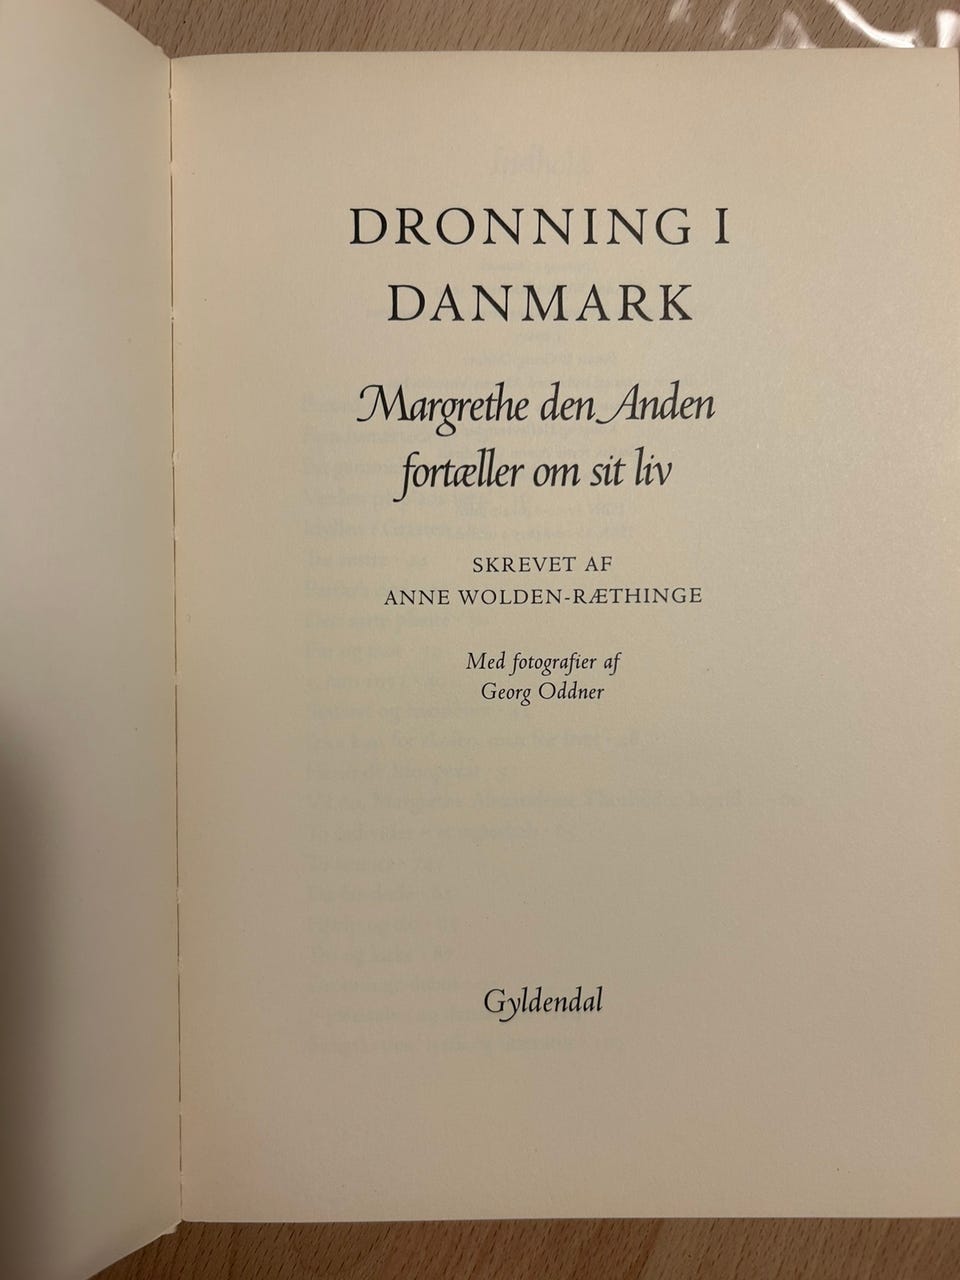 DRONNING I
DANMARK
Margrethe den Anden
fortæller om sit liv
SKREVET AF
ANNE WOLDEN-RÆTHINGE
Med fotografier af
Georg Oddner
Gyldendal